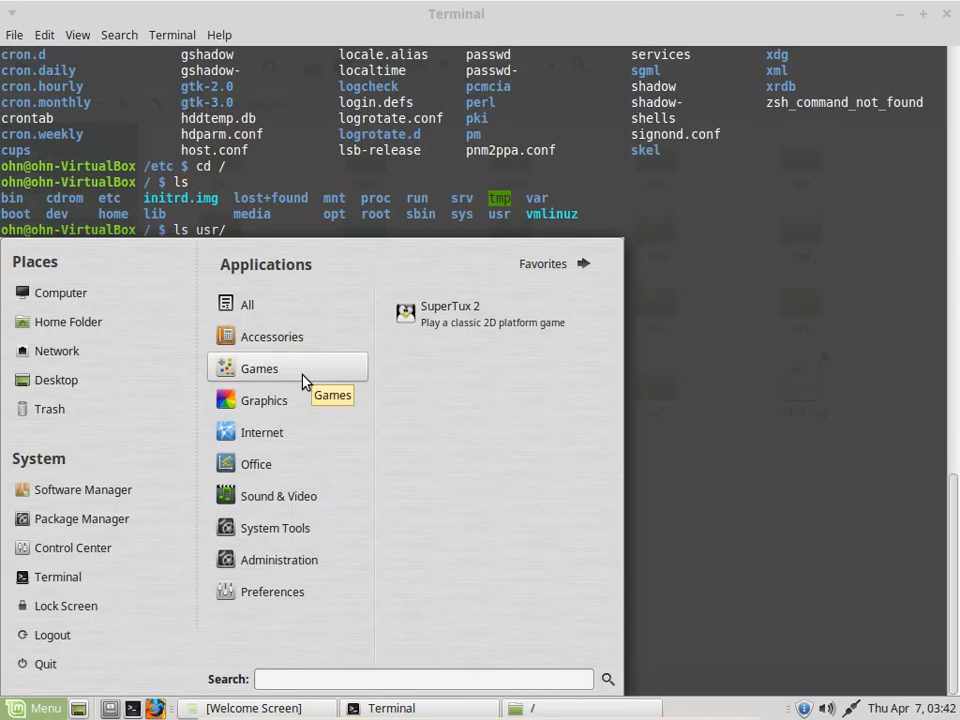 Terminal
File Edit View Search Terminal Help
cron.d gshadow locale.alias passwd services xdg
cron.daily gshadow- localtime passwd- sgml xml
cron.hourly gtk-2.0 logcheck pcmcia shadow xrdb
cron.monthly gtk-3.0 login.defs perl shadow- zsh_command_not_found
crontab hddtemp.db logrotate.conf pki shells
cron.weekly hdparm.conf logrotate.d pm signond.conf
cups host.conf lsb-release pnm2ppa.conf skel
ohn@ohn-VirtualBox /etc $ cd /
ohn@ohn-VirtualBox / $ ls
bin cdrom etc initrd.img lost+found mnt proc run srv tmp var
boot dev home lib media opt root sbin sys usr vmlinuz
ohn@ohn-VirtualBox / $ ls usr/
Places
Computer
Home Folder
Network
Desktop
Trash
System
Software Manager
Package Manager
Control Center
Terminal
Lock Screen
Logout
Quit
Applications
Favorites
All
Accessories
Games
Games
Graphics
Internet
Office
Sound & Video
System Tools
Administration
Preferences
SuperTux 2
Play a classic 2D platform game
Search:
Menu [Welcome Screen] Terminal / Thu Apr 7, 03:42